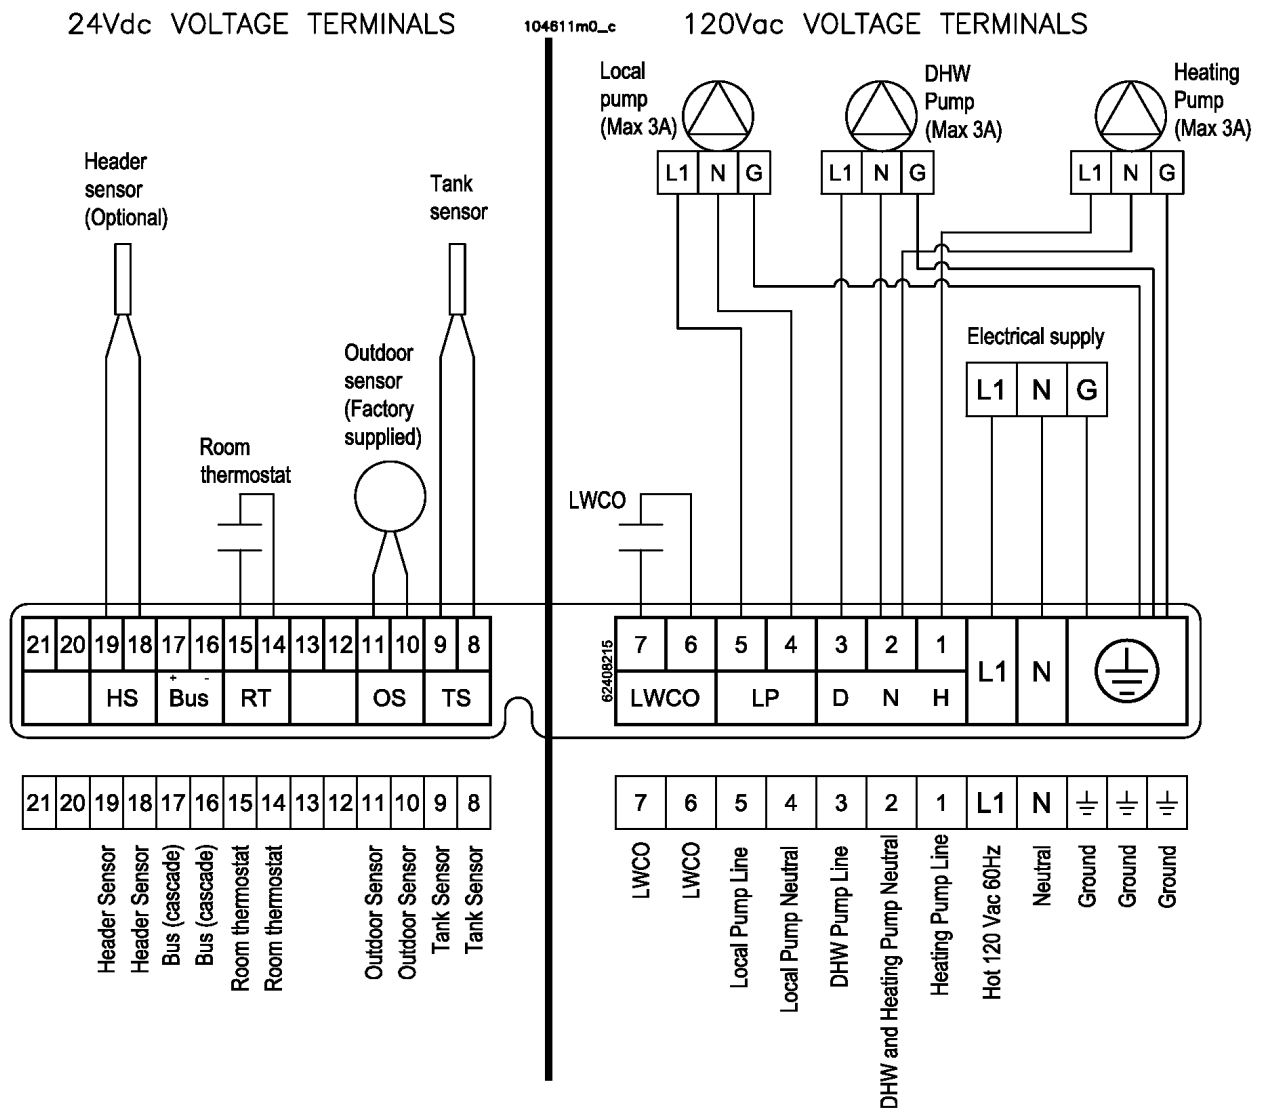 24Vdc VOLTAGE TERMINALS
104611m0_c
120Vac VOLTAGE TERMINALS
Local
pump
(Max 3A)
L1 N G
DHW
Pump
(Max 3A)
L1 N G
Heating
Pump
(Max 3A)
L1 N G
Header
sensor
(Optional)
Tank
sensor
Outdoor
sensor
(Factory
supplied)
Room
thermostat
Electrical supply
L1 N G
LWCO
21 20 19 18 17 16 15 14 13 12 11 10 9 8
HS
+ -
Bus
RT
OS
TS
62408215
7 6 5 4 3 2 1
L1 N
LWCO LP D N H
21 20 19 18 17 16 15 14 13 12 11 10 9 8
Header Sensor
Header Sensor
Bus (cascade)
Bus (cascade)
Room thermostat
Room thermostat
Outdoor Sensor
Outdoor Sensor
Tank Sensor
Tank Sensor
7 6 5 4 3 2 1 L1 N
LWCO
LWCO
Local Pump Line
Local Pump Neutral
DHW Pump Line
DHW and Heating Pump Neutral
Heating Pump Line
Hot 120 Vac 60Hz
Neutral
Ground
Ground
Ground